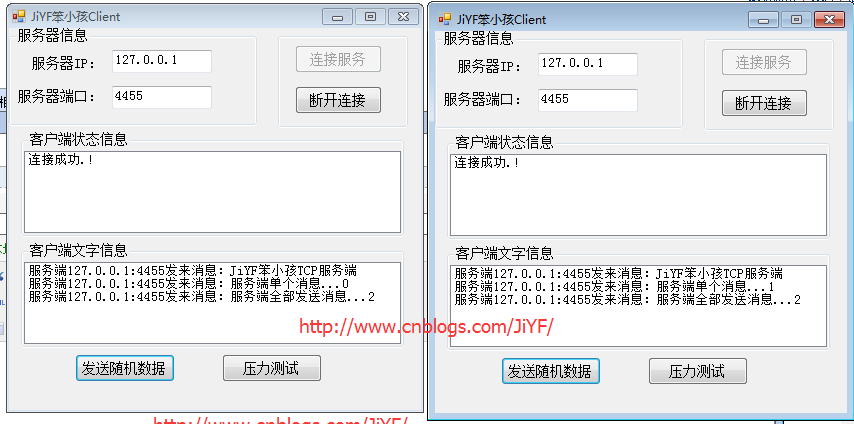 JiYF笨小孩Client
服务器信息
服务器IP：
127.0.0.1
连接服务
服务器端口：
4455
断开连接
客户端状态信息
连接成功.！
客户端文字信息
服务端127.0.0.1:4455发来消息：JiYF笨小孩TCP服务端
服务端127.0.0.1:4455发来消息：服务端单个消息...0
服务端127.0.0.1:4455发来消息：服务端全部发送消息...2
发送随机数据
压力测试
JiYF笨小孩Client
服务器信息
服务器IP：
127.0.0.1
连接服务
服务器端口：
4455
断开连接
客户端状态信息
连接成功.！
客户端文字信息
服务端127.0.0.1:4455发来消息：JiYF笨小孩TCP服务端
服务端127.0.0.1:4455发来消息：服务端单个消息...1
服务端127.0.0.1:4455发来消息：服务端全部发送消息...2
发送随机数据
压力测试
http://www.cnblogs.com/JiYF/
http://www.cnblogs.com/JiYF/